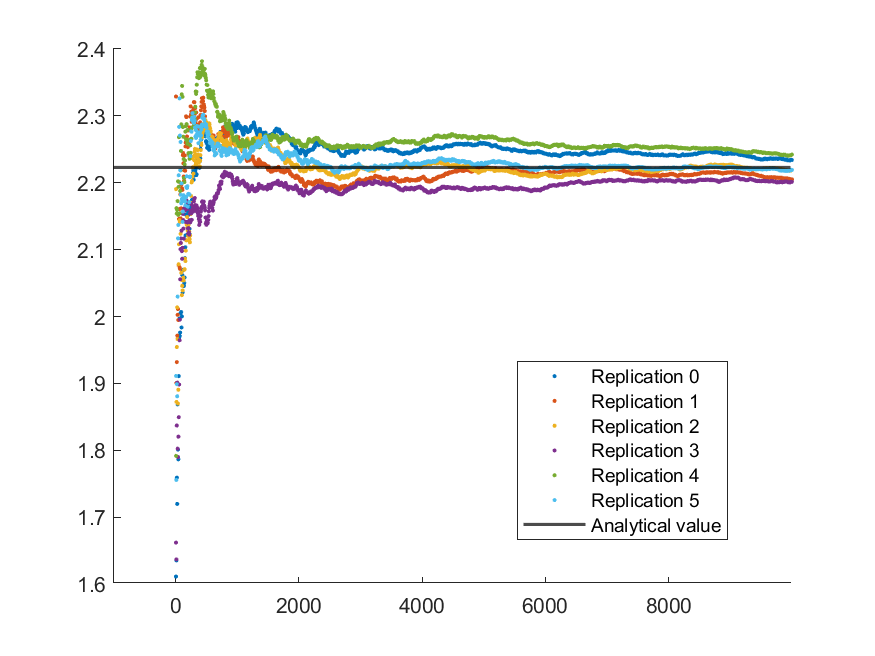 2.4
2.3
2.2
2.1
2
1.9
1.8
1.7
1.6
0
2000
4000
6000
8000
Replication 0
Replication 1
Replication 2
Replication 3
Replication 4
Replication 5
Analytical value